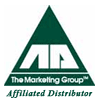 The Marketing Group™
Affiliated Distributor